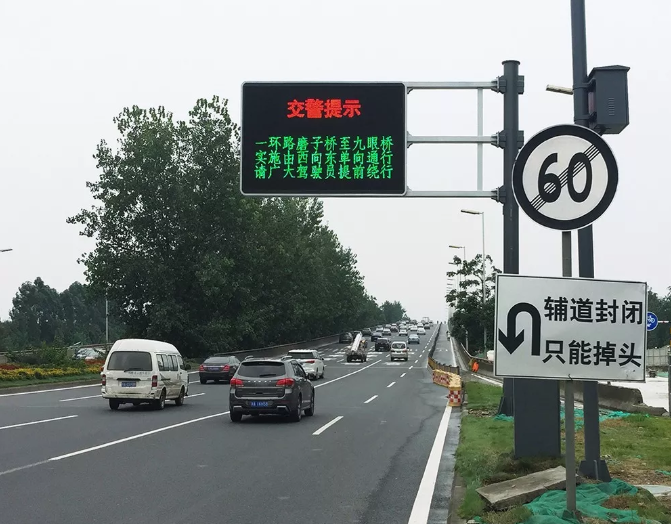 交警提示
一环路磨子桥至九眼桥
实施由西向东单向通行
请广大驾驶员提前绕行
60
辅道封闭
只能掉头